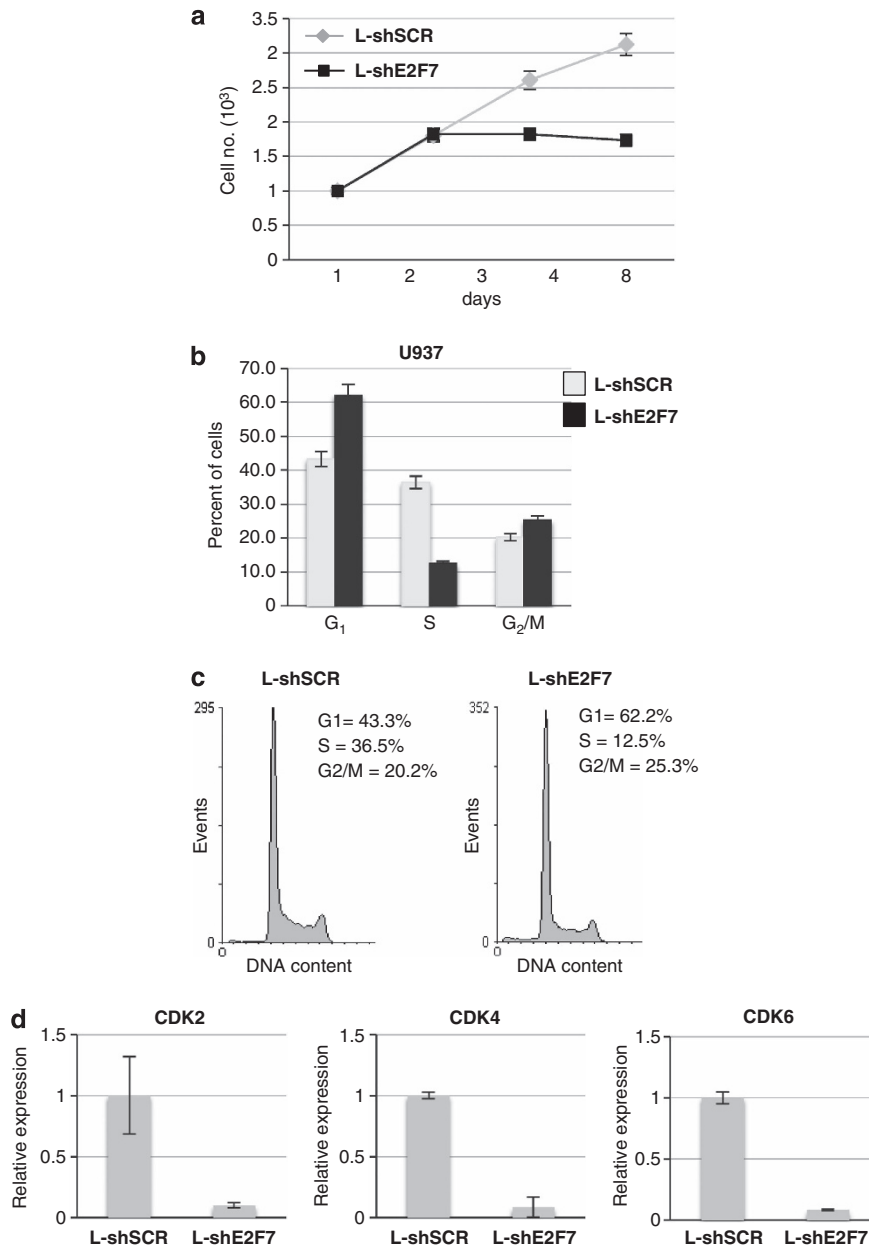 a
3.5
2
2.5
2
1.5
1
0.5
0
Cell no. (10³)
L-shSCR
L-shE2F7
1 2 3 4 8
days
b
U937
70.0
60.0
50.0
40.0
30.0
20.0
10.0
0
Percent of cells
L-shSCR
L-shE2F7
G₁ S G₂/M
c
L-shSCR
295
0
0
Events
G1= 43.3%
S = 36.5%
G2/M = 20.2%
DNA content
L-shE2F7
352
0
0
Events
G1= 62.2%
S = 12.5%
G2/M = 25.3%
DNA content
d
CDK2
1.5
1
0.5
0
Relative expression
L-shSCR L-shE2F7
CDK4
1.5
1
0.5
0
Relative expression
L-shSCR L-shE2F7
CDK6
1.5
1
0.5
0
Relative expression
L-shSCR L-shE2F7